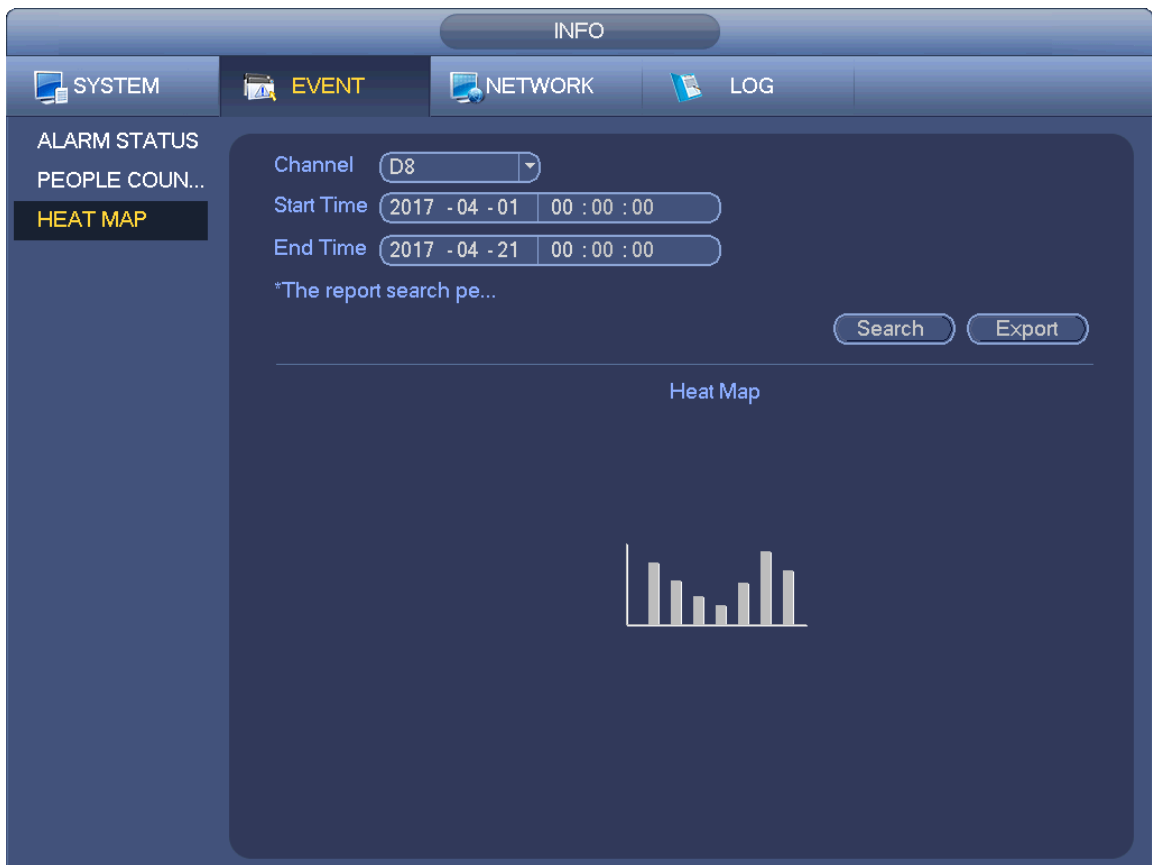 INFO
SYSTEM EVENT NETWORK LOG
ALARM STATUS
PEOPLE COUN...
HEAT MAP
Channel D8
Start Time 2017 - 04 - 01 00 : 00 : 00
End Time 2017 - 04 - 21 00 : 00 : 00
*The report search pe...
Search Export
Heat Map